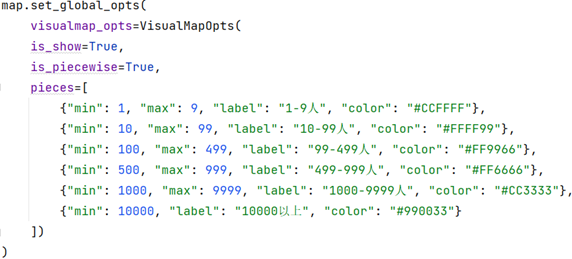 map.set_global_opts(
    visualmap_opts=VisualMapOpts(
    is_show=True,
    is_piecewise=True,
    pieces=[
        {"min": 1, "max": 9, "label": "1-9人", "color": "#CCFFFF"},
        {"min": 10, "max": 99, "label": "10-99人", "color": "#FFFF99"},
        {"min": 100, "max": 499, "label": "99-499人", "color": "#FF9966"},
        {"min": 500, "max": 999, "label": "499-999人", "color": "#FF6666"},
        {"min": 1000, "max": 9999, "label": "1000-9999人", "color": "#CC3333"},
        {"min": 10000, "label": "10000以上", "color": "#990033"}
    ])
)